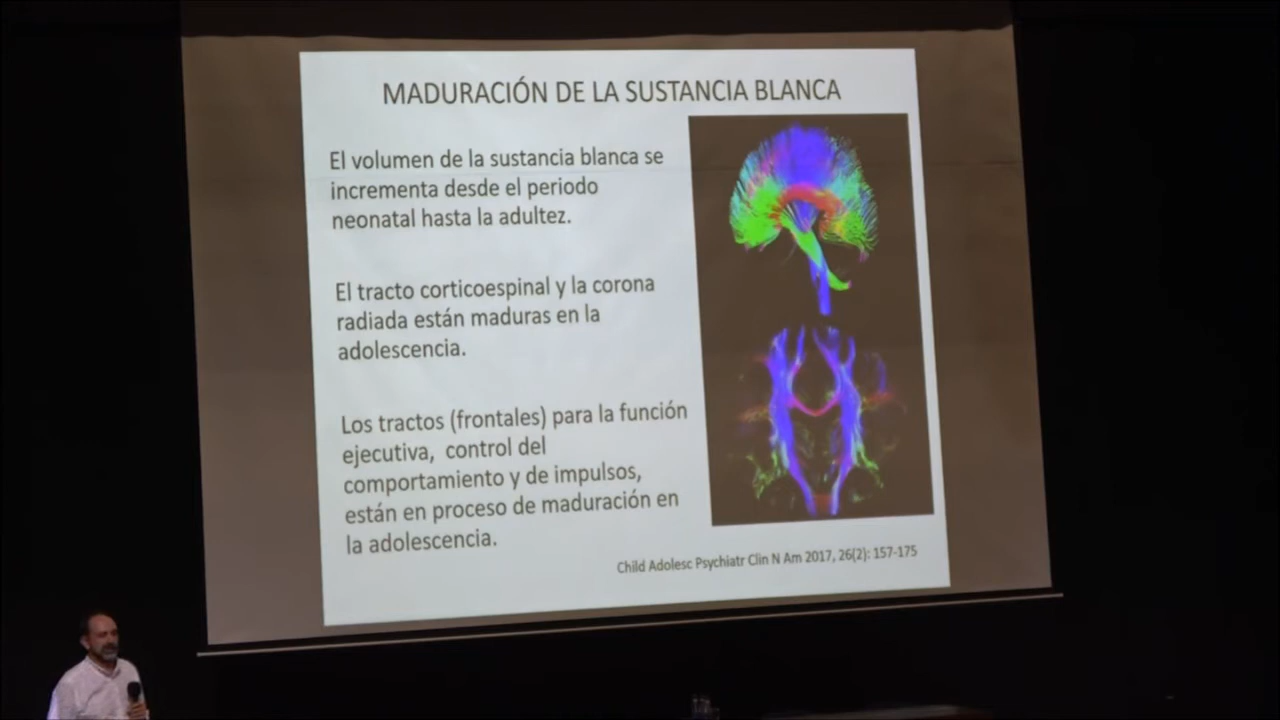 MADURACIÓN DE LA SUSTANCIA BLANCA
El volumen de la sustancia blanca se
incrementa desde el periodo
neonatal hasta la adultez.
El tracto corticoespinal y la corona
radiada están maduras en la
adolescencia.
Los tractos (frontales) para la función
ejecutiva, control del
comportamiento y de impulsos,
están en proceso de maduración en
la adolescencia.
Child Adolesc Psychiatr Clin N Am 2017, 26(2): 157-175